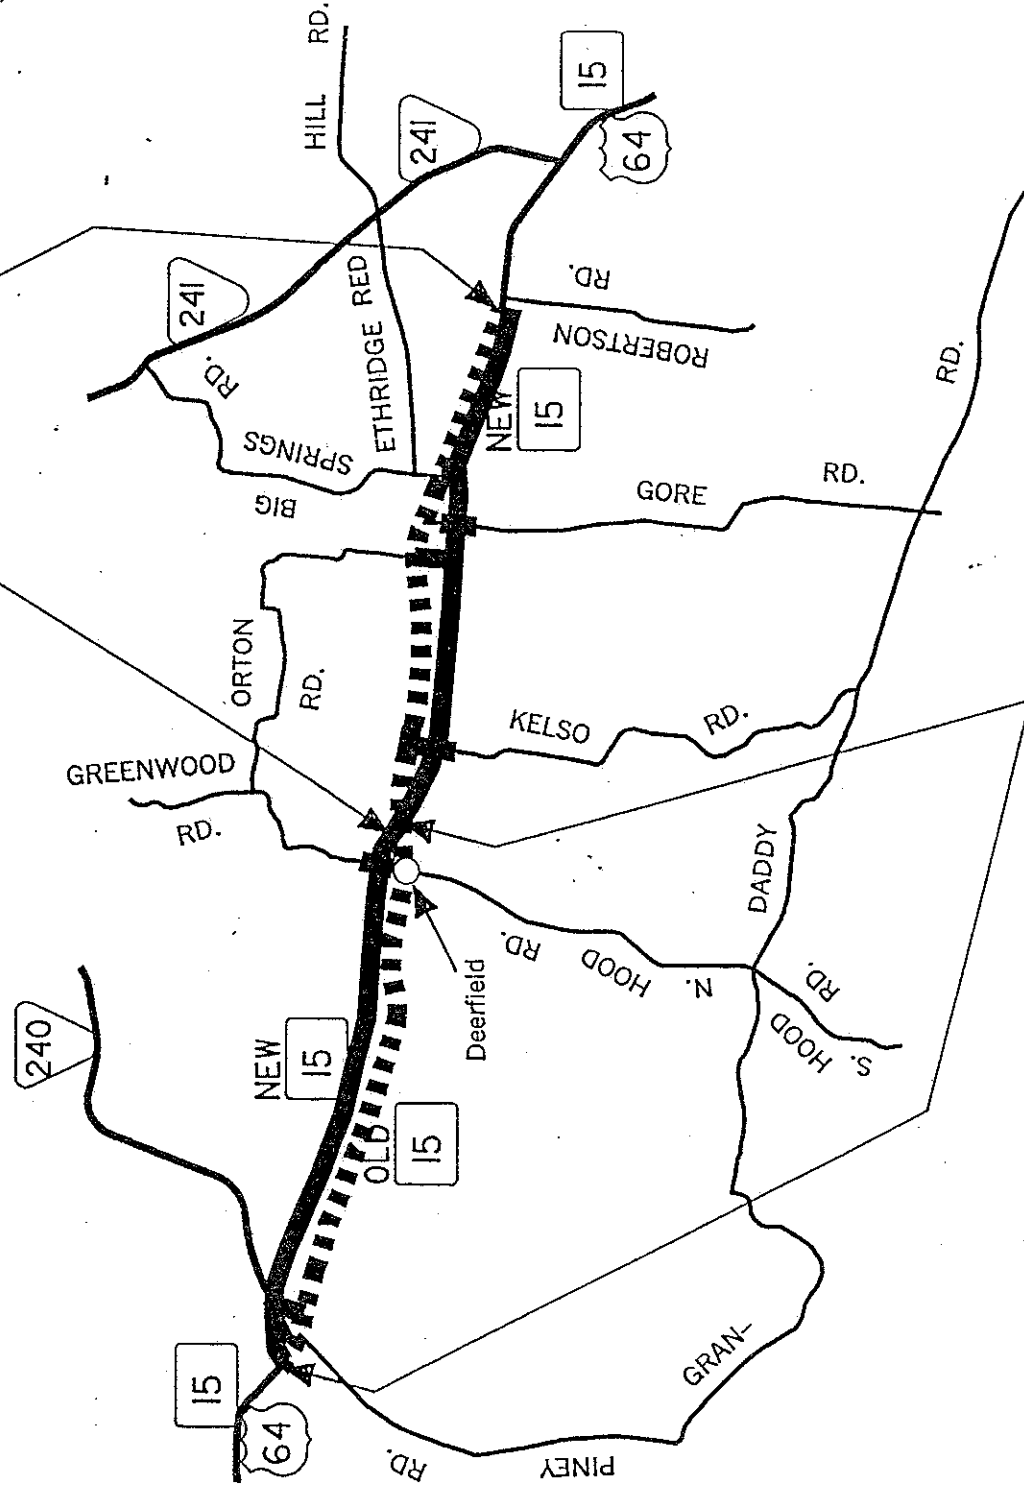 15
64
240
NEW
15
OLD
15
Deerfield
GREENWOOD
RD.
ORTON
RD.
BIG
SPRINGS
RD.
241
ETHRIDGE RED
HILL RD.
241
15
64
NEW
15
ROBERTSON
RD.
GORE
RD.
KELSO
RD.
N. HOOD RD.
S. HOOD RD.
PINEY
RD.
GRAN-
DADDY
RD.